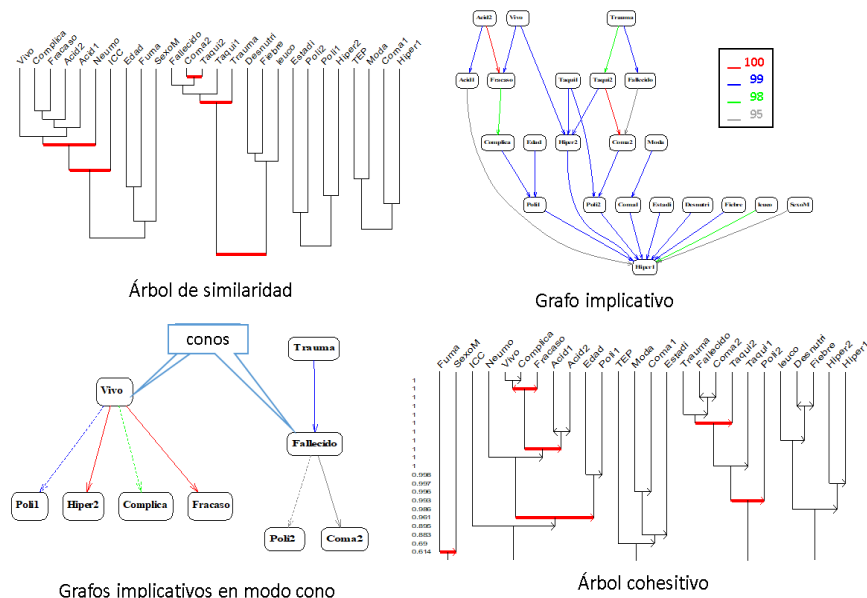 Vivo
Complica
Fracaso
Acid2
Acid1
Neumo
ICC
Edad
Fuma
SexoM
Fallecido
Coma2
Taqui2
Taqui1
Trauma
Desnutri
Fiebre
leuco
Estadi
Poli2
Poli1
Hiper2
TEP
Moda
Coma1
Hiper1
Árbol de similaridad
Acid2
Vivo
Trauma
Acid1
Fracaso
Taqui1
Taqui2
Fallecido
Complica
Edad
Hiper2
Coma2
Moda
Poli1
Poli2
Coma1
Estadi
Desnutri
Fiebre
leuco
SexoM
Hiper1
100
99
98
95
Grafo implicativo
conos
Vivo
Trauma
Fallecido
Poli1
Hiper2
Complica
Fracaso
Poli2
Coma2
Grafos implicativos en modo cono
Fuma
SexoM
ICC
Neumo
Vivo
Complica
Fracaso
Acid1
Acid2
Edad
Poli1
TEP
Moda
Coma1
Estadi
Trauma
Fallecido
Coma2
Taqui2
Taqui1
Poli2
leuco
Desnutri
Fiebre
Hiper2
Hiper1
1
1
1
1
1
1
1
1
0.998
0.997
0.996
0.993
0.986
0.961
0.895
0.883
0.69
0.614
Árbol cohesitivo